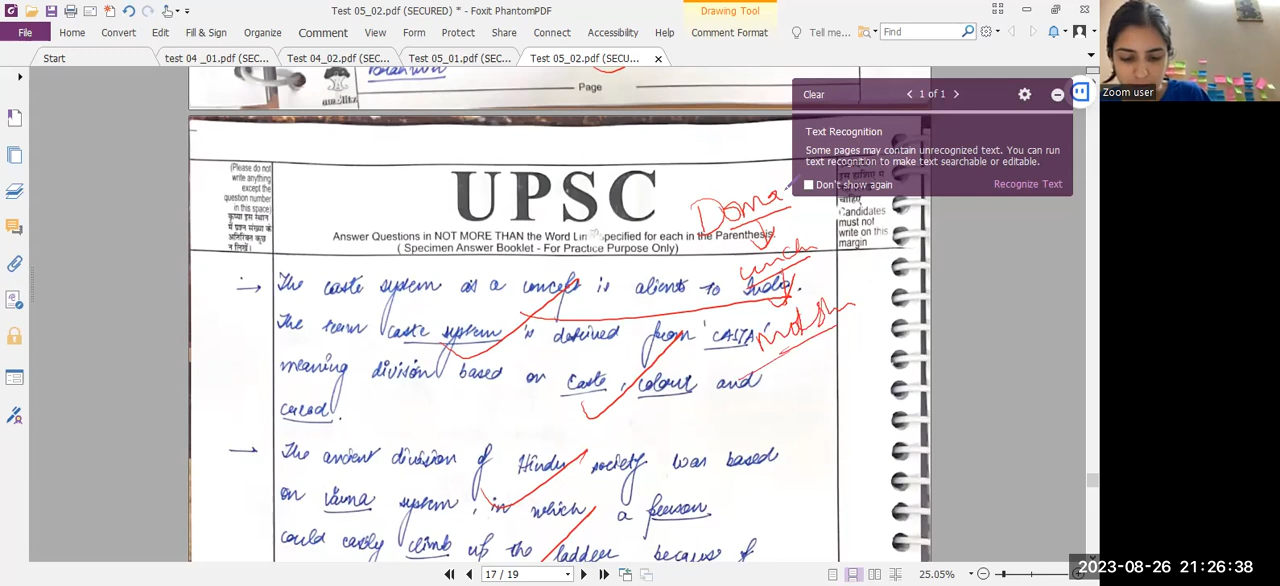 Test 05_02.pdf (SECURED) * - Foxit PhantomPDF
Drawing Tool
File Home Convert Edit Fill & Sign Organize Comment View Form Protect Share Connect Accessibility Help Comment Format Tell me... Find
Start test 04 _01.pdf (SEC... Test 04_02.pdf (SEC... Test 05_01.pdf (SEC... Test 05_02.pdf (SECU...
Zoom user
Page
Clear 1 of 1
Text Recognition
Some pages may contain unrecognized text. You can run
text recognition to make text searchable or editable.
Don't show again Recognize Text
(Please do not
write anything
except the
question number
in this space)
UPSC
Answer Questions in NOT MORE THAN the Word Lim specified for each in the Parenthesis.
( Specimen Answer Booklet - For Practice Purpose Only)
चाहिए
Candidates
must not
write on this
margin
→ The caste system as a concept is alient to India.
The term caste system is derived from 'CASTA'
meaning division based on caste, colour and
creed.
→ The ancient division of Hindu society was based
on varna system, in which a person
could easily climb up the ladder because of
17 / 19
25.05%
2023-08-26 21:26:38